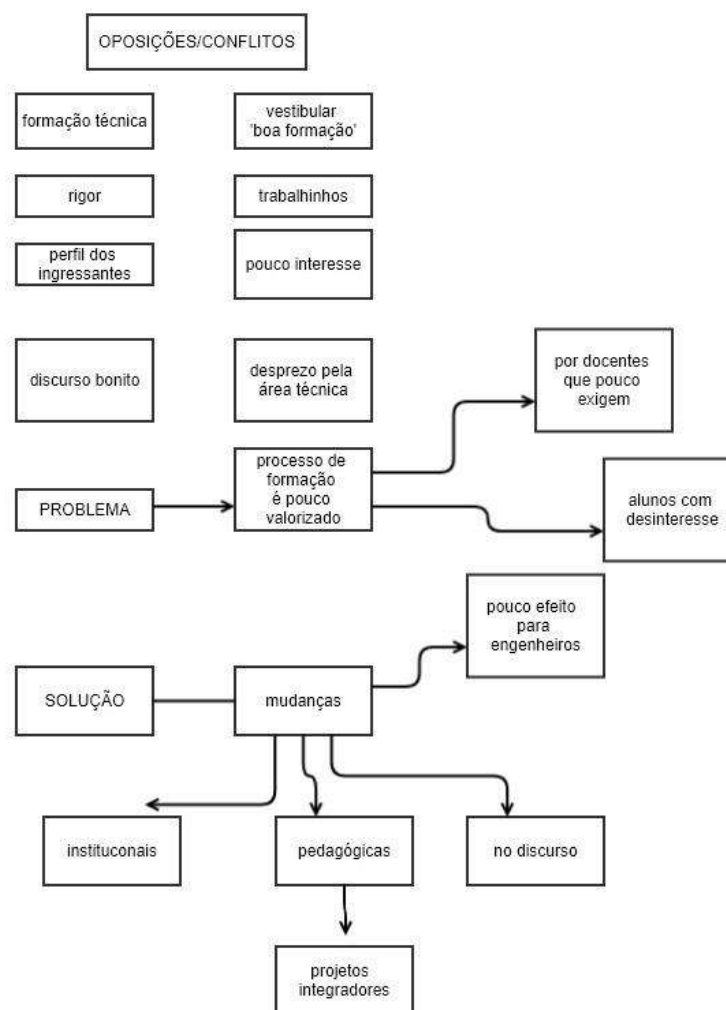 OPOSIÇÕES/CONFLITOS
formação técnica
vestibular
'boa formação'
rigor
trabalhinhos
perfil dos
ingressantes
pouco interesse
discurso bonito
desprezo pela
área técnica
por docentes
que pouco
exigem
PROBLEMA
processo de
formação
é pouco
valorizado
alunos com
desinteresse
pouco efeito
para
engenheiros
SOLUÇÃO
mudanças
instituconais
pedagógicas
no discurso
projetos
integradores